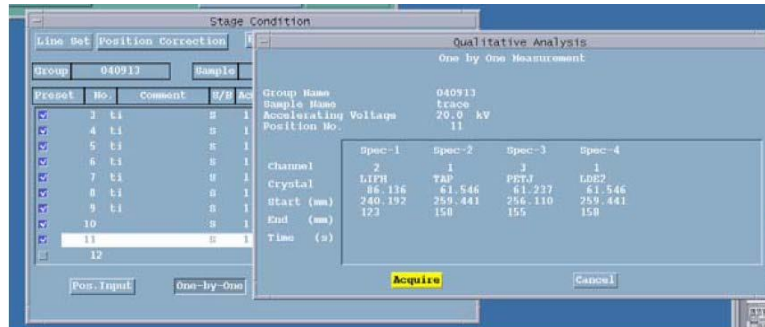 Stage Condition
Line Set Position Correction
Group 040913 Sample
Preset No. Comment S/B
3 ti S 1
4 ti S 1
5 ti S 1
6 ti S 1
7 ti S 1
8 ti S 1
9 ti S 1
10 S 1
11 S 1
12
Pos.Input One-by-One
Qualitative Analysis
One by One Measurement
Group Name 040913
Sample Name trace
Accelerating Voltage 20.0 kV
Position No. 11
Spec-1 Spec-2 Spec-3 Spec-4
Channel 2 1 3 1
Crystal LIFH TAP PETJ LDE2
Start (mm) 86.136 61.546 61.237 61.546
End (mm) 240.192 259.441 256.110 259.441
Time (s) 123 158 155 158
Acquire Cancel